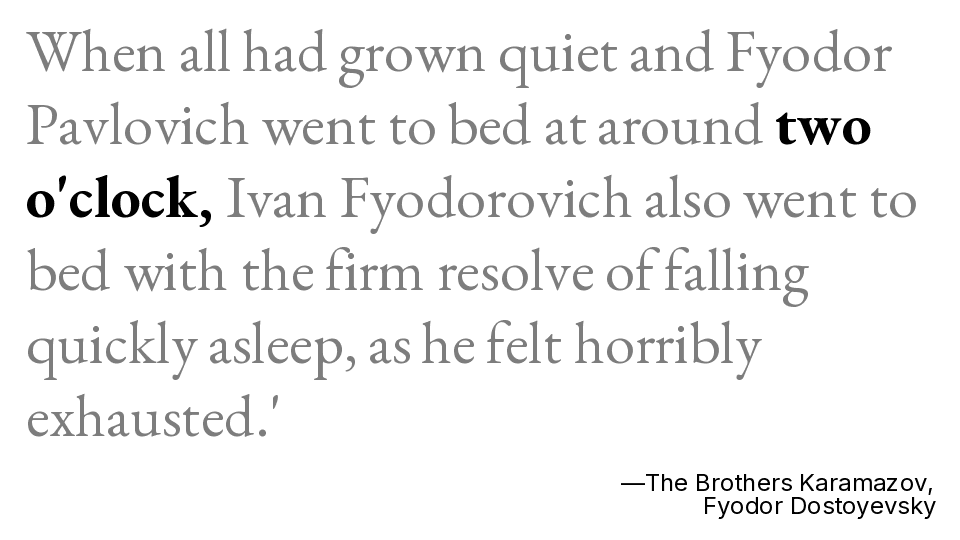 When all had grown quiet and Fyodor
Pavlovich went to bed at around two
o'clock, Ivan Fyodorovich also went to
bed with the firm resolve of falling
quickly asleep, as he felt horribly
exhausted.'
—The Brothers Karamazov,
Fyodor Dostoyevsky